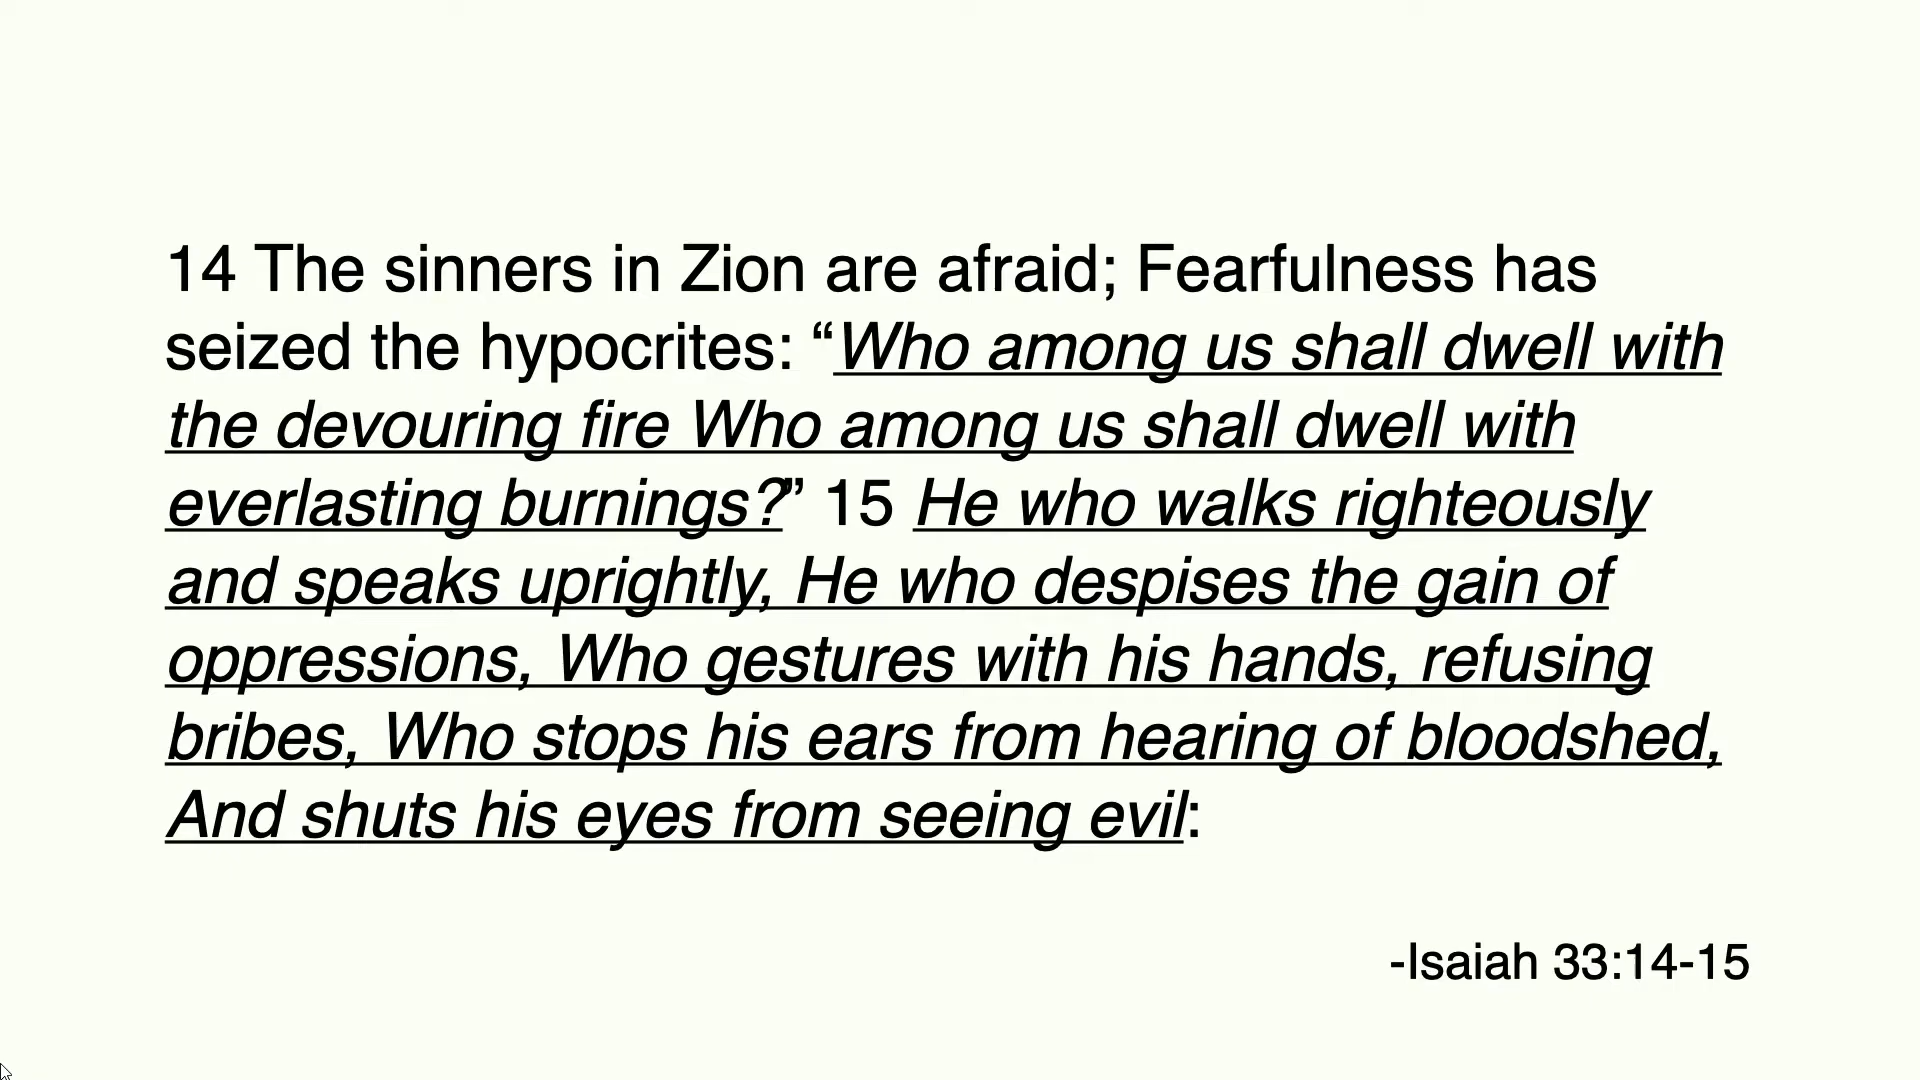 14 The sinners in Zion are afraid; Fearfulness has
seized the hypocrites: “Who among us shall dwell with
the devouring fire Who among us shall dwell with
everlasting burnings?” 15 He who walks righteously
and speaks uprightly, He who despises the gain of
oppressions, Who gestures with his hands, refusing
bribes, Who stops his ears from hearing of bloodshed,
And shuts his eyes from seeing evil:
-Isaiah 33:14-15